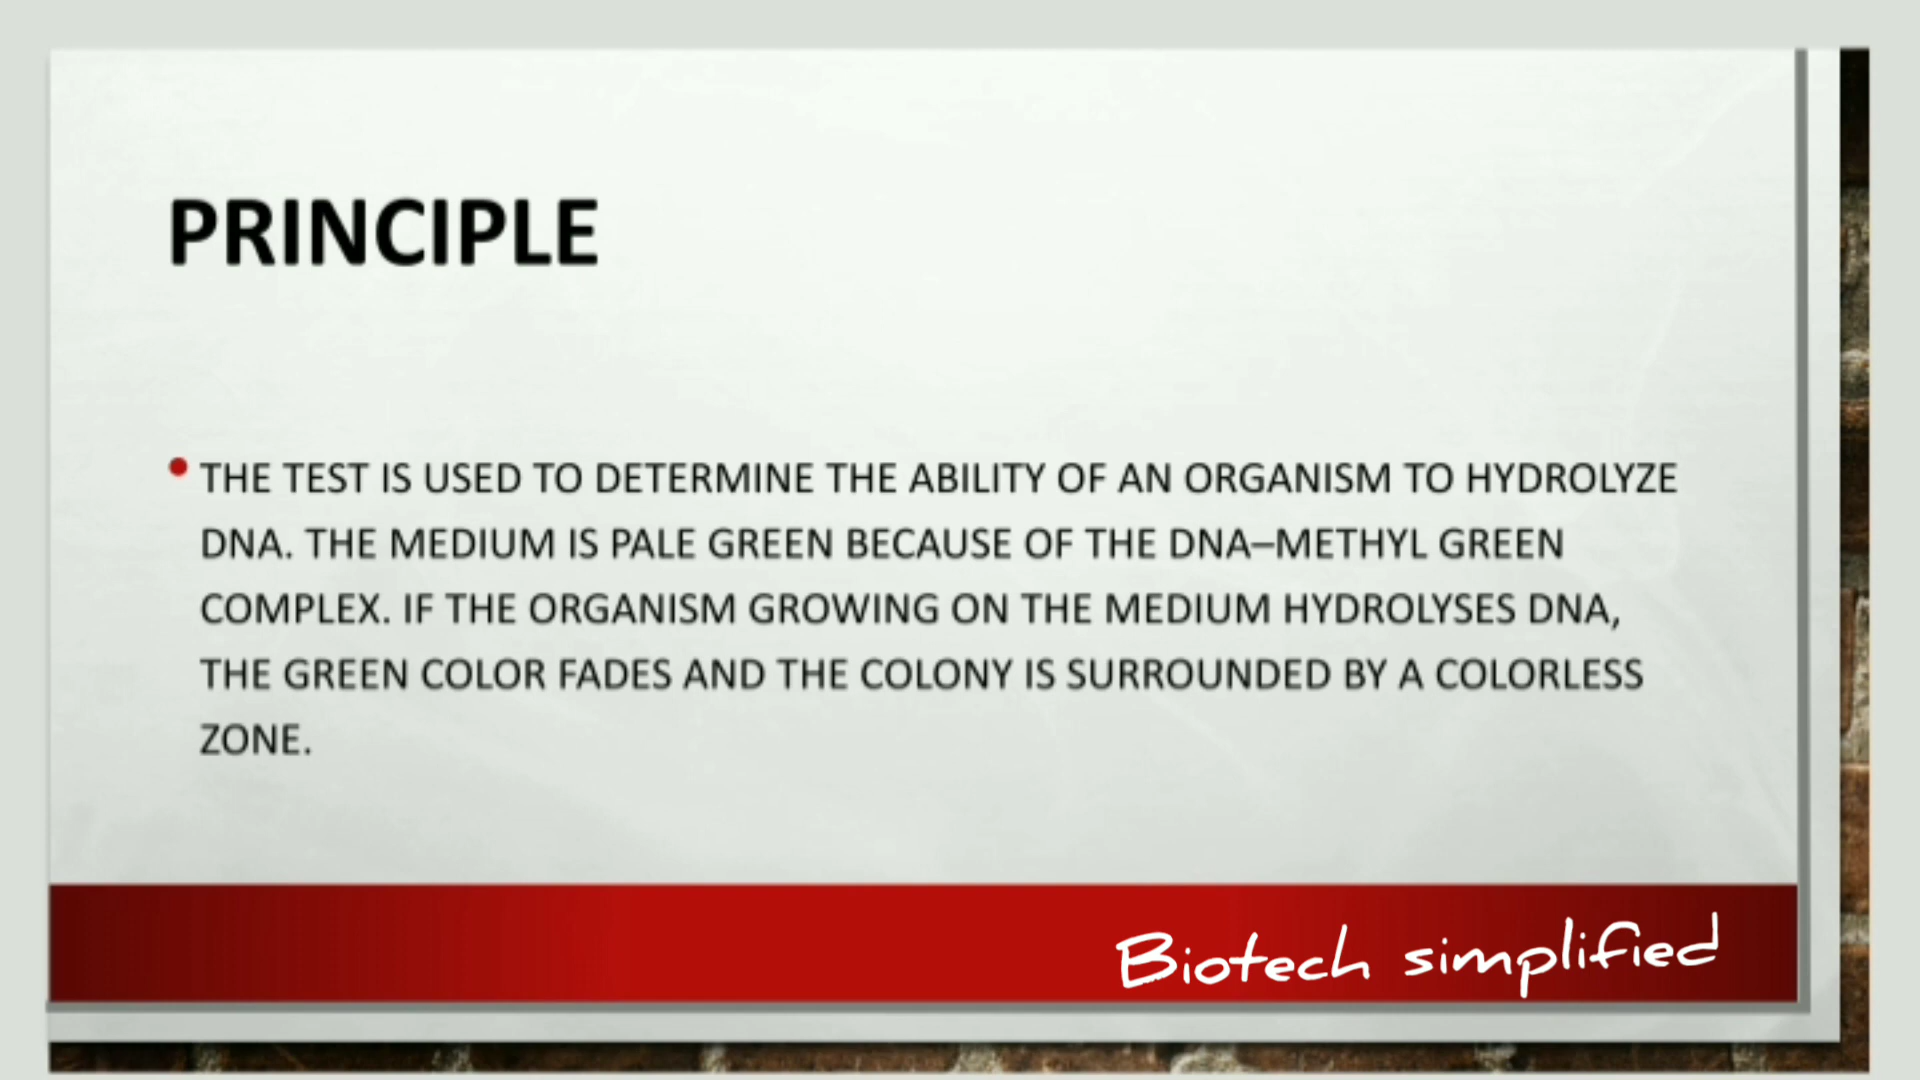 PRINCIPLE
THE TEST IS USED TO DETERMINE THE ABILITY OF AN ORGANISM TO HYDROLYZE
DNA. THE MEDIUM IS PALE GREEN BECAUSE OF THE DNA–METHYL GREEN
COMPLEX. IF THE ORGANISM GROWING ON THE MEDIUM HYDROLYSES DNA,
THE GREEN COLOR FADES AND THE COLONY IS SURROUNDED BY A COLORLESS
ZONE.
Biotech simplified